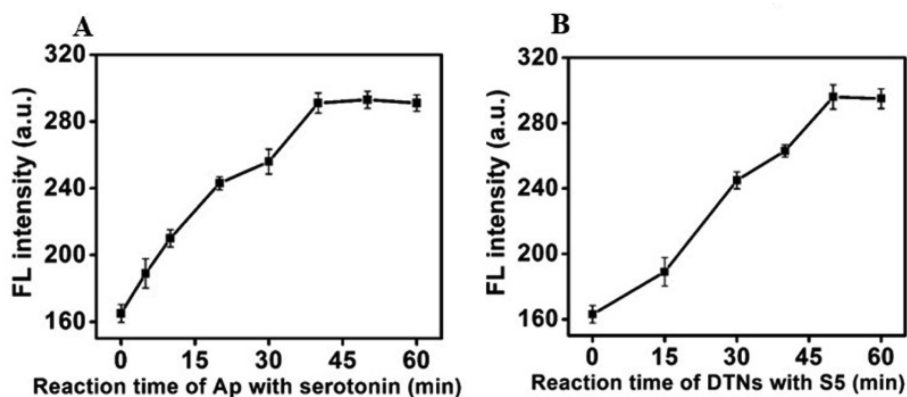 A
FL intensity (a.u.)
320
280
240
200
160
0 15 30 45 60
Reaction time of Ap with serotonin (min)
B
FL intensity (a.u.)
320
280
240
200
160
0 15 30 45 60
Reaction time of DTNs with S5 (min)